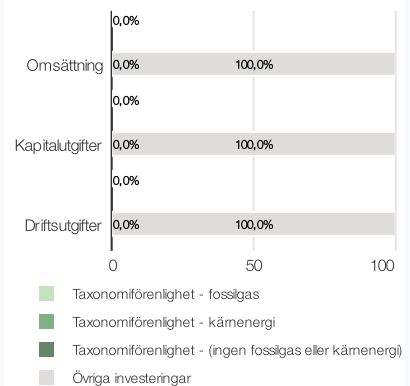 0,0%
Omsättning 0,0% 100,0%
0,0%
Kapitalutgifter 0,0% 100,0%
0,0%
Driftsutgifter 0,0% 100,0%
0 50 100
Taxonomiförenlighet - fossilgas
Taxonomiförenlighet - kärnenergi
Taxonomiförenlighet - (ingen fossilgas eller kärnenergi)
Övriga investeringar